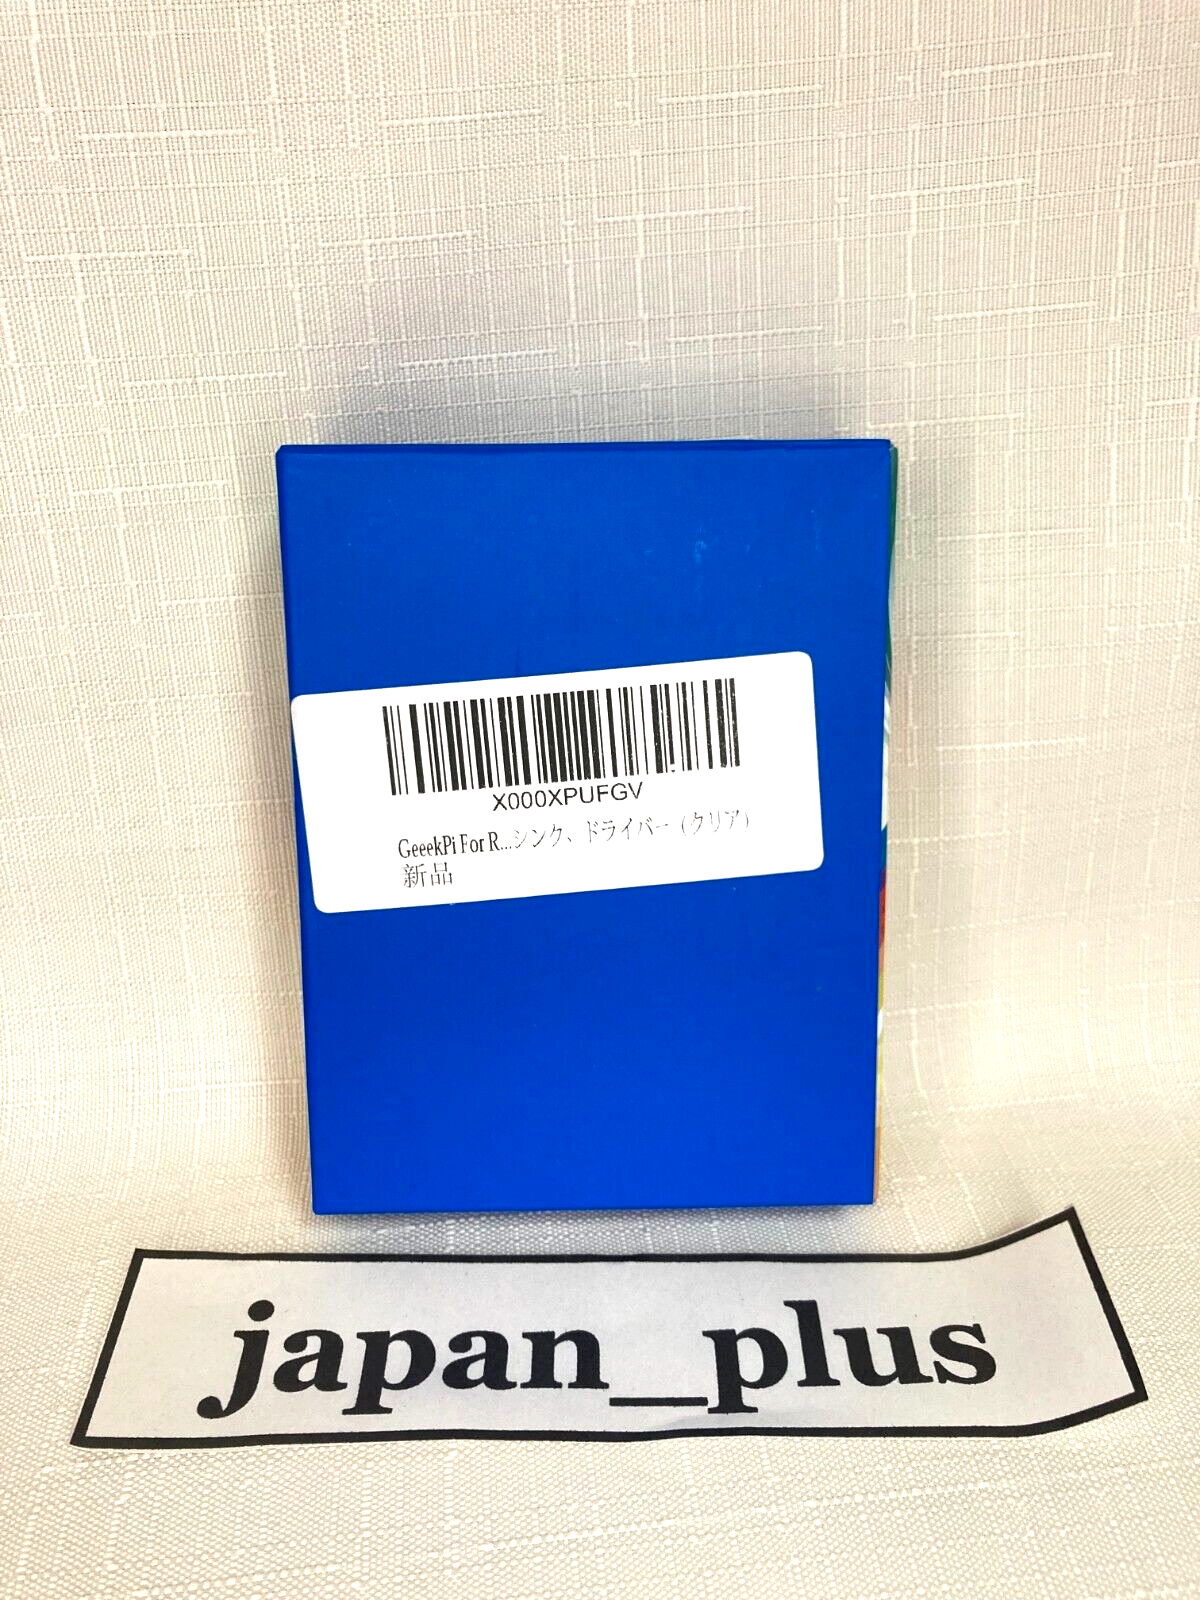 X000XPUFGV
GeeekPi For R...シンク、ドライバー（クリア）
新品
japan_plus